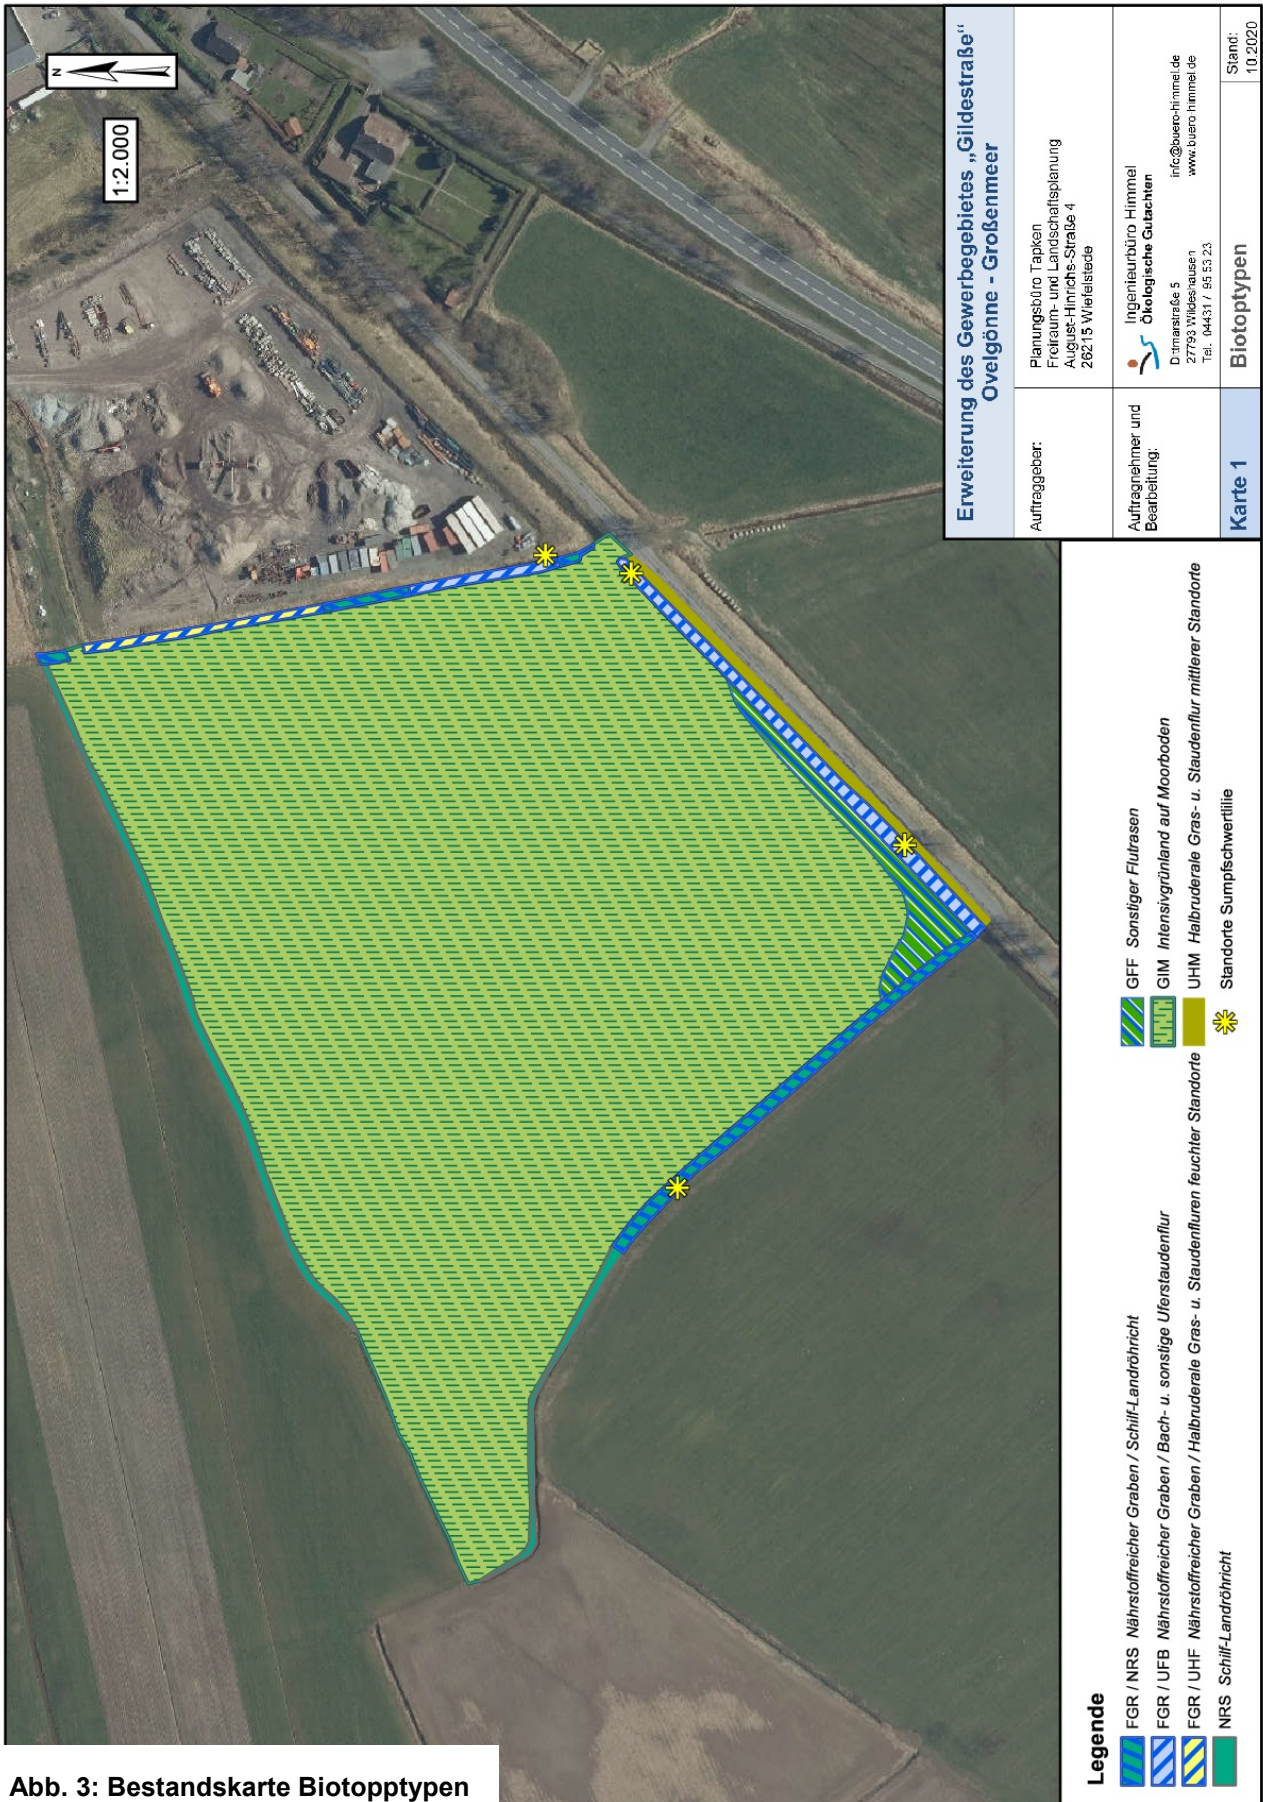 N
1:2.000
Erweiterung des Gewerbegebietes „Gildestraße“
Ovelgönne - Großenmeer
Auftraggeber:
Planungsbüro Tapken
Freiraum- und Landschaftsplanung
August-Hinrichs-Straße 4
26215 Wiefelstede
Auftragnehmer und
Bearbeitung:
Ingenieurbüro Himmel
Ökologische Gutachten
Ditmarstraße 5 info@buero-himmel.de
27793 Wildeshausen www.buero-himmel.de
Tel. 04431 / 95 53 23
Karte 1
Biotoptypen
Stand:
10.2020
Legende
FGR / NRS Nährstoffreicher Graben / Schilf-Landröhricht
FGR / UFB Nährstoffreicher Graben / Bach- u. sonstige Uferstaudenflur
FGR / UHF Nährstoffreicher Graben / Halbruderale Gras- u. Staudenfluren feuchter Standorte
NRS Schilf-Landröhricht
GFF Sonstiger Flutrasen
GIM Intensivgrünland auf Moorboden
UHM Halbruderale Gras- u. Staudenflur mittlerer Standorte
Standorte Sumpfschwertlilie
Abb. 3: Bestandskarte Biotopptypen